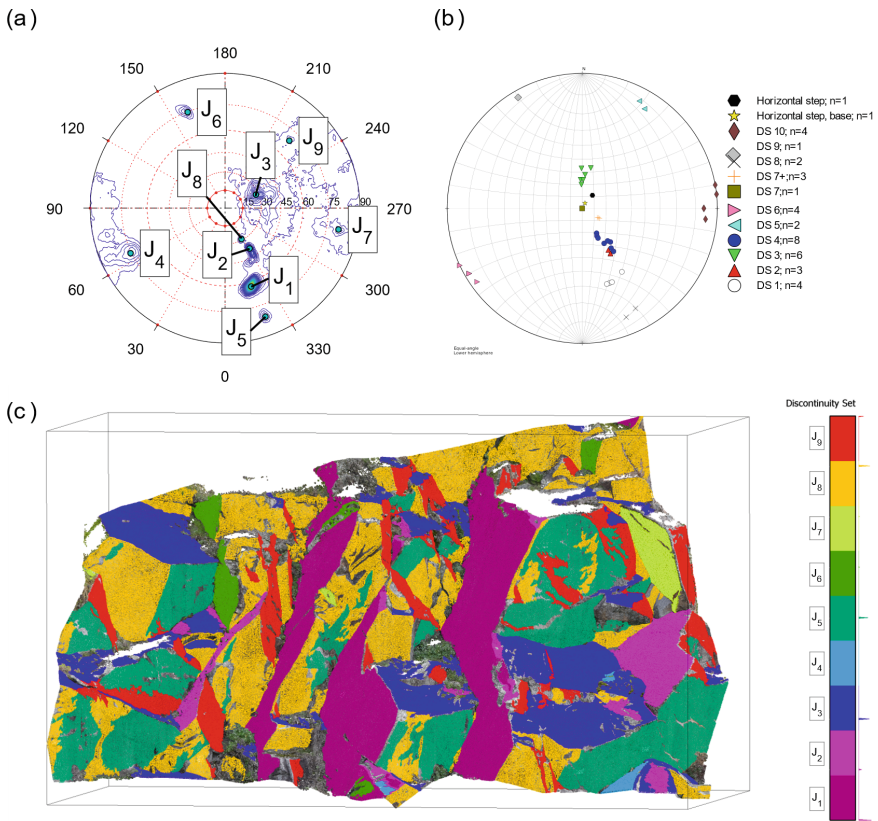 (a)
180
150
210
120
240
90
270
60
300
30
330
0
J6
J9
J3
J8
15 30 45 60 75 90
J7
J2
J4
J1
J5
(b)
N
Equal-angle
Lower hemisphere
Horizontal step; n=1
Horizontal step, base; n=1
DS 10; n=4
DS 9; n=1
DS 8; n=2
DS 7+;n=3
DS 7;n=1
DS 6;n=4
DS 5;n=2
DS 4;n=8
DS 3; n=6
DS 2; n=3
DS 1; n=4
(c)
Discontinuity Set
J9
J8
J7
J6
J5
J4
J3
J2
J1